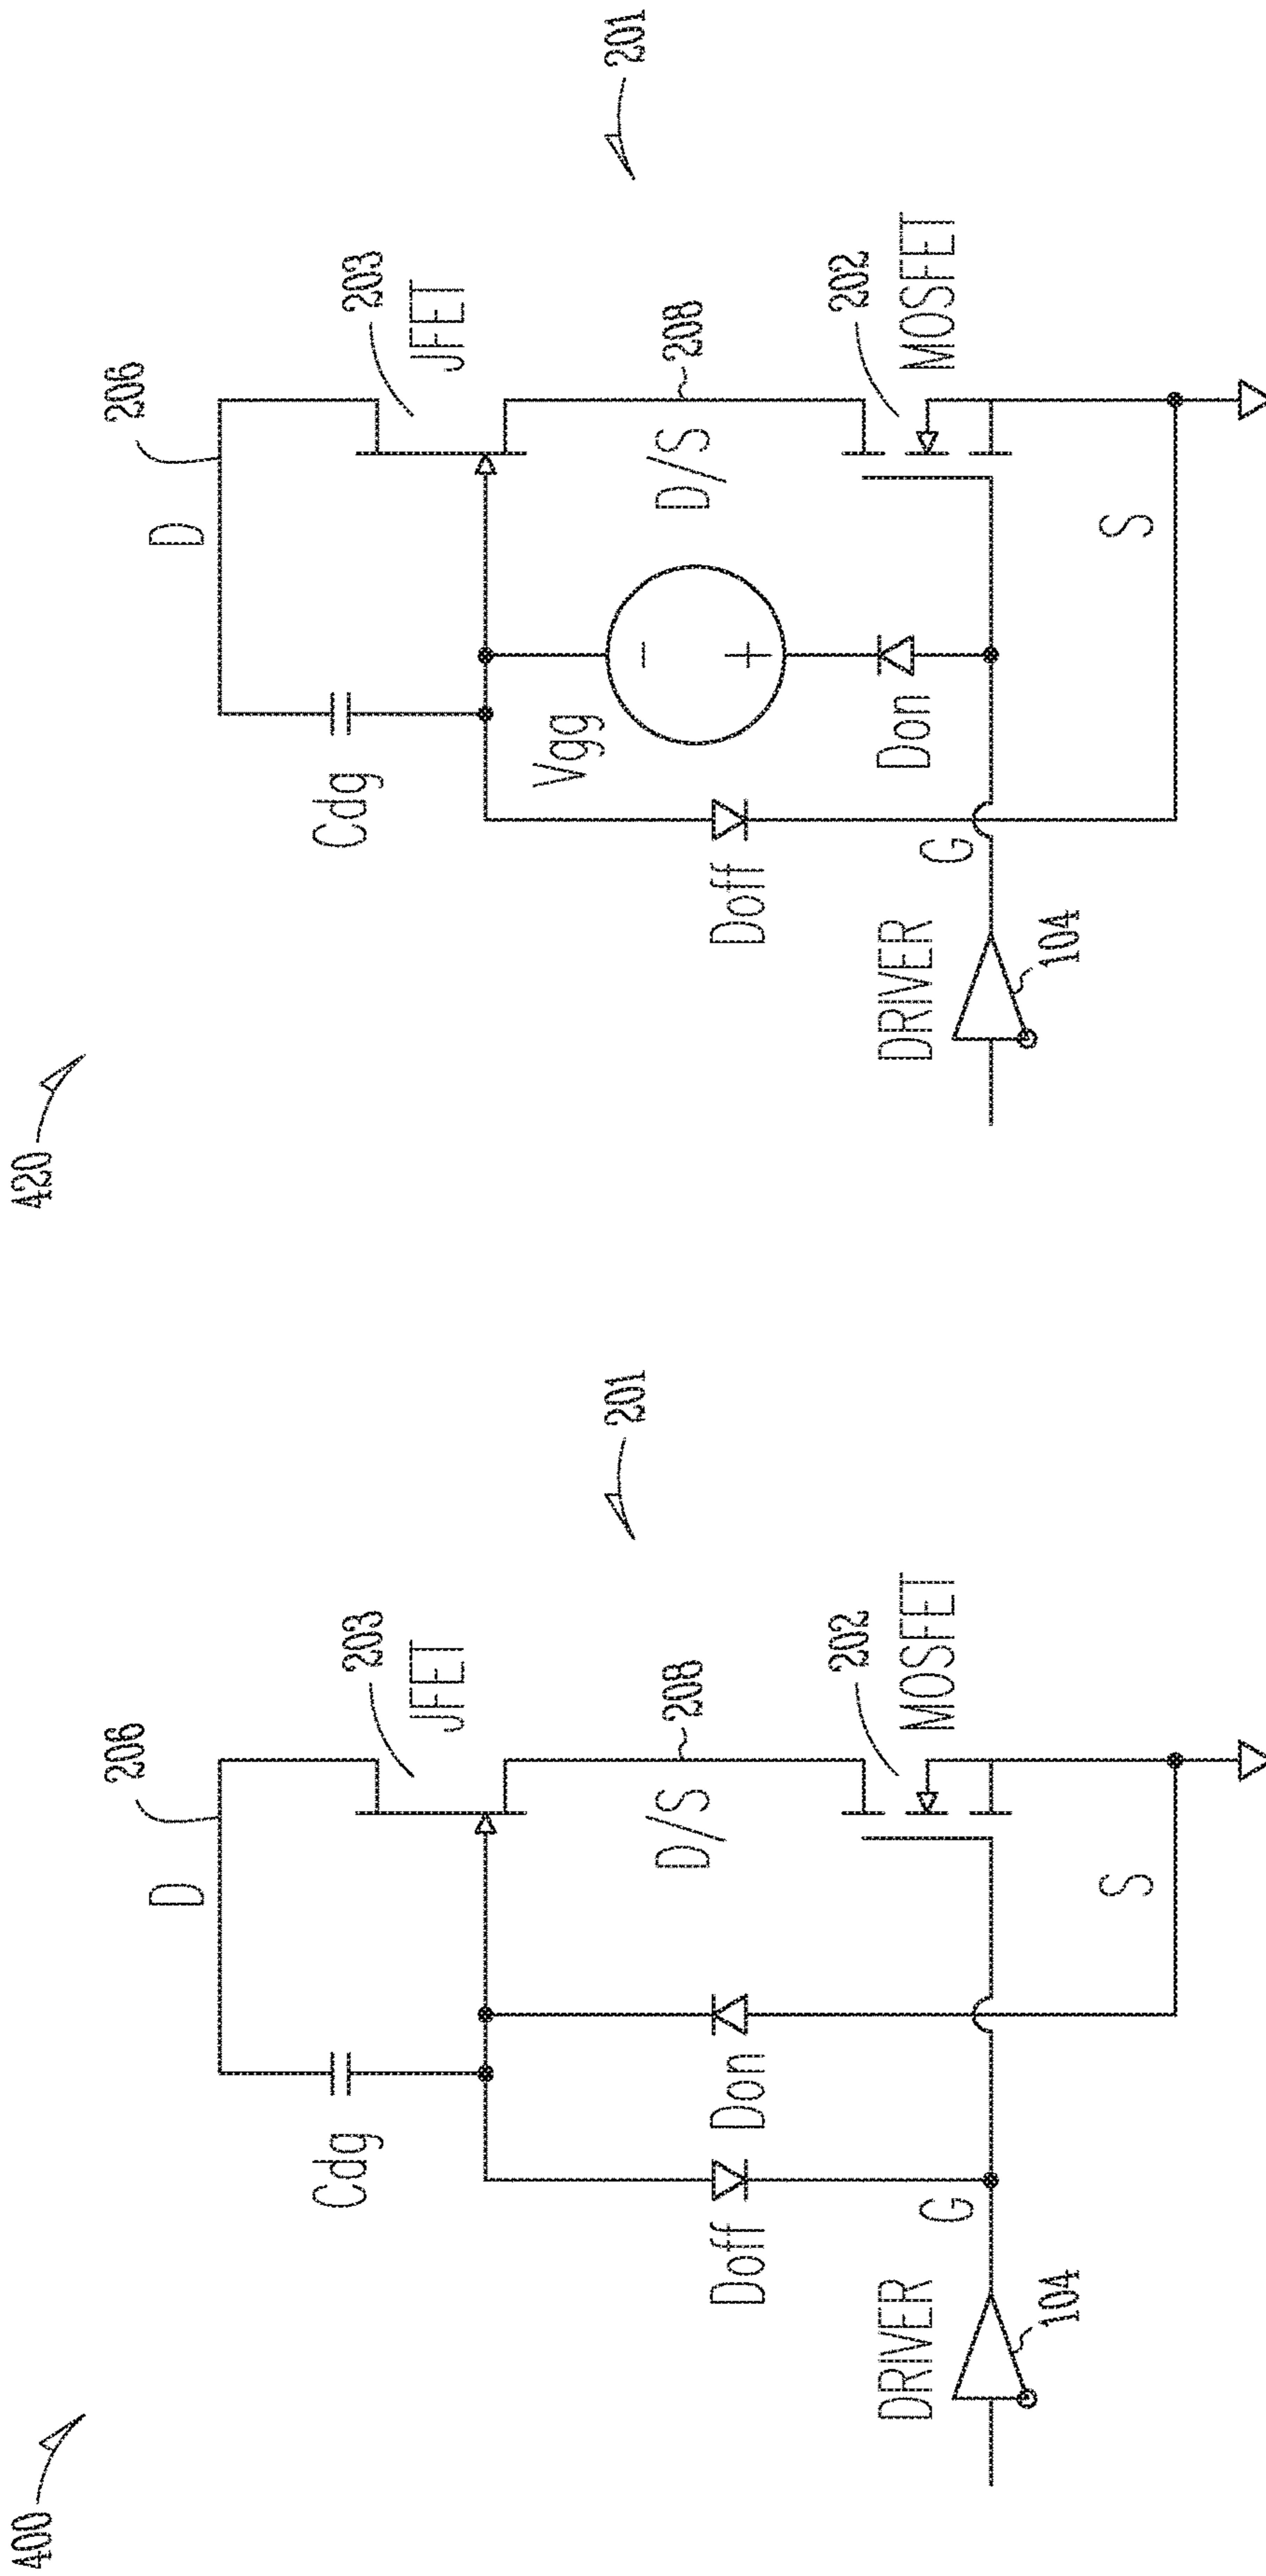 400
206
D
203
JFET
Cdg
201
208
D/S
Doff
Don
202
MOSFET
DRIVER
G
104
S
420
206
D
203
JFET
Cdg
201
Vgg
-
+
208
D/S
Doff
Don
202
MOSFET
DRIVER
G
104
S